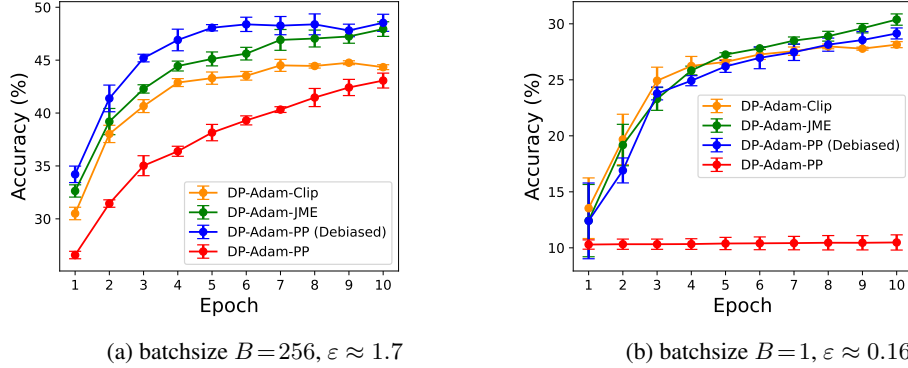 50
45
40
35
30
Accuracy (%)
1 2 3 4 5 6 7 8 9 10
Epoch
DP-Adam-Clip
DP-Adam-JME
DP-Adam-PP (Debiased)
DP-Adam-PP
(a) batchsize B=256, ε ≈ 1.7
30
25
20
15
10
Accuracy (%)
1 2 3 4 5 6 7 8 9 10
Epoch
DP-Adam-Clip
DP-Adam-JME
DP-Adam-PP (Debiased)
DP-Adam-PP
(b) batchsize B=1, ε ≈ 0.16